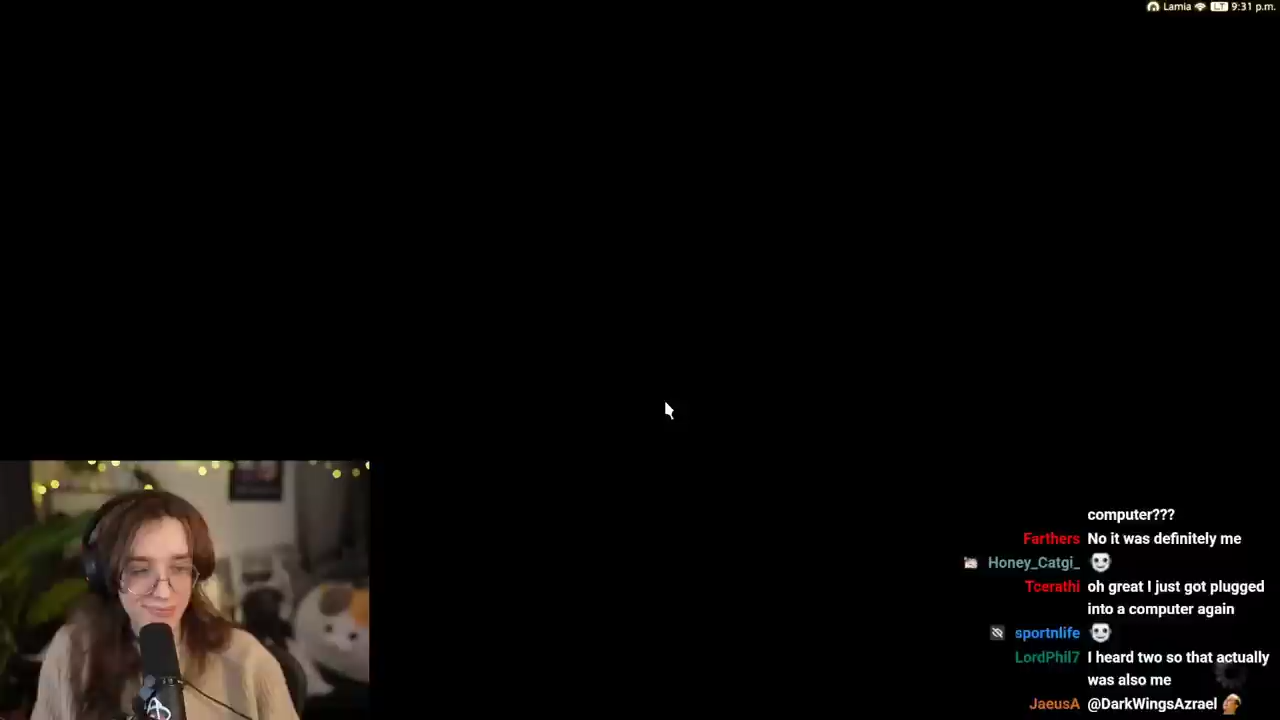 Lamia LT 9:31 p.m.
computer???
Farthers No it was definitely me
Honey_Catgi_
Tcerathi oh great I just got plugged
into a computer again
sportnlife
LordPhil7 I heard two so that actually
was also me
JaeusA @DarkWingsAzrael